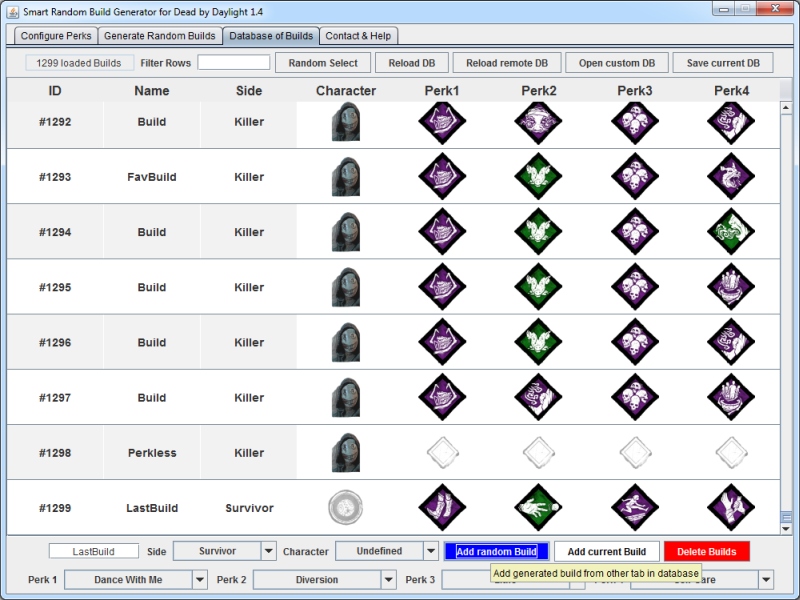 Smart Random Build Generator for Dead by Daylight 1.4
Configure Perks Generate Random Builds Database of Builds Contact & Help
1299 loaded Builds Filter Rows Random Select Reload DB Reload remote DB Open custom DB Save current DB
ID Name Side Character Perk1 Perk2 Perk3 Perk4
#1292 Build Killer
#1293 FavBuild Killer
#1294 Build Killer
#1295 Build Killer
#1296 Build Killer
#1297 Build Killer
#1298 Perkless Killer
#1299 LastBuild Survivor
LastBuild Side Survivor Character Undefined Add random Build Add current Build Delete Builds
Add generated build from other tab in database
Perk 1 Dance With Me Perk 2 Diversion Perk 3